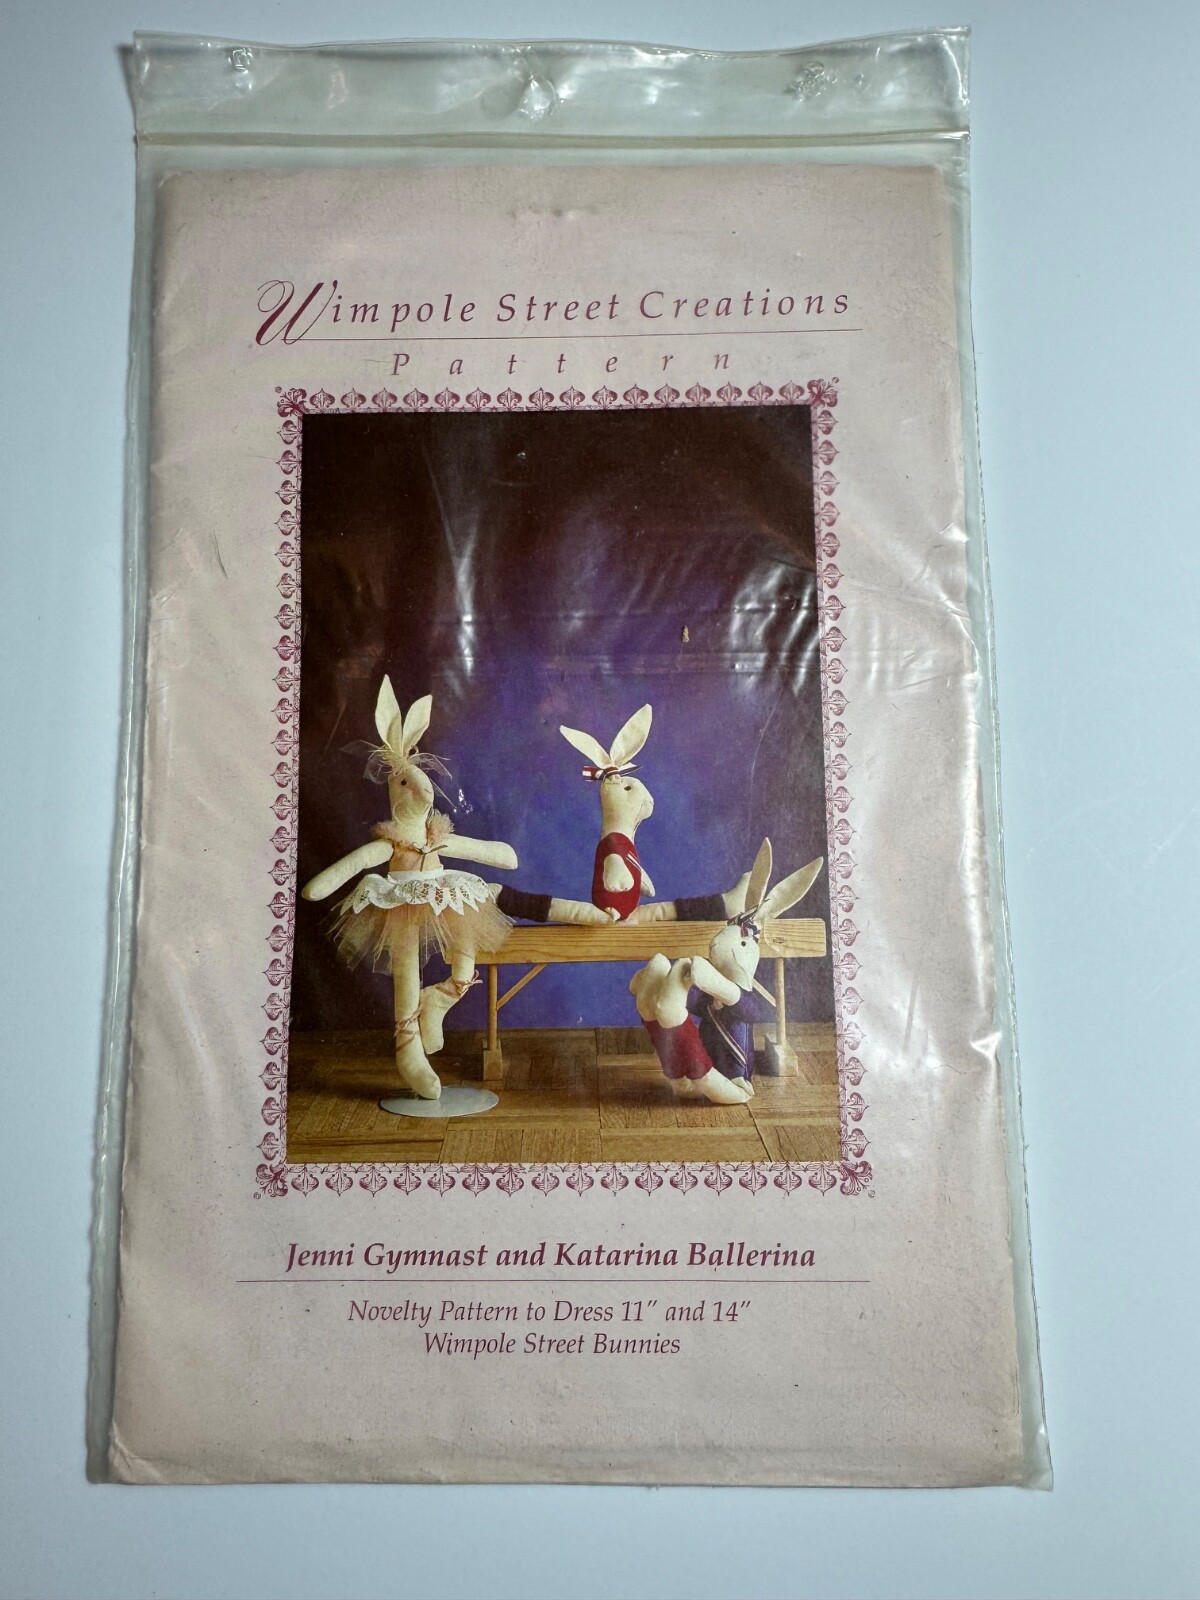 Wimpole Street Creations
Pattern
Jenni Gymnast and Katarina Ballerina
Novelty Pattern to Dress 11" and 14"
Wimpole Street Bunnies